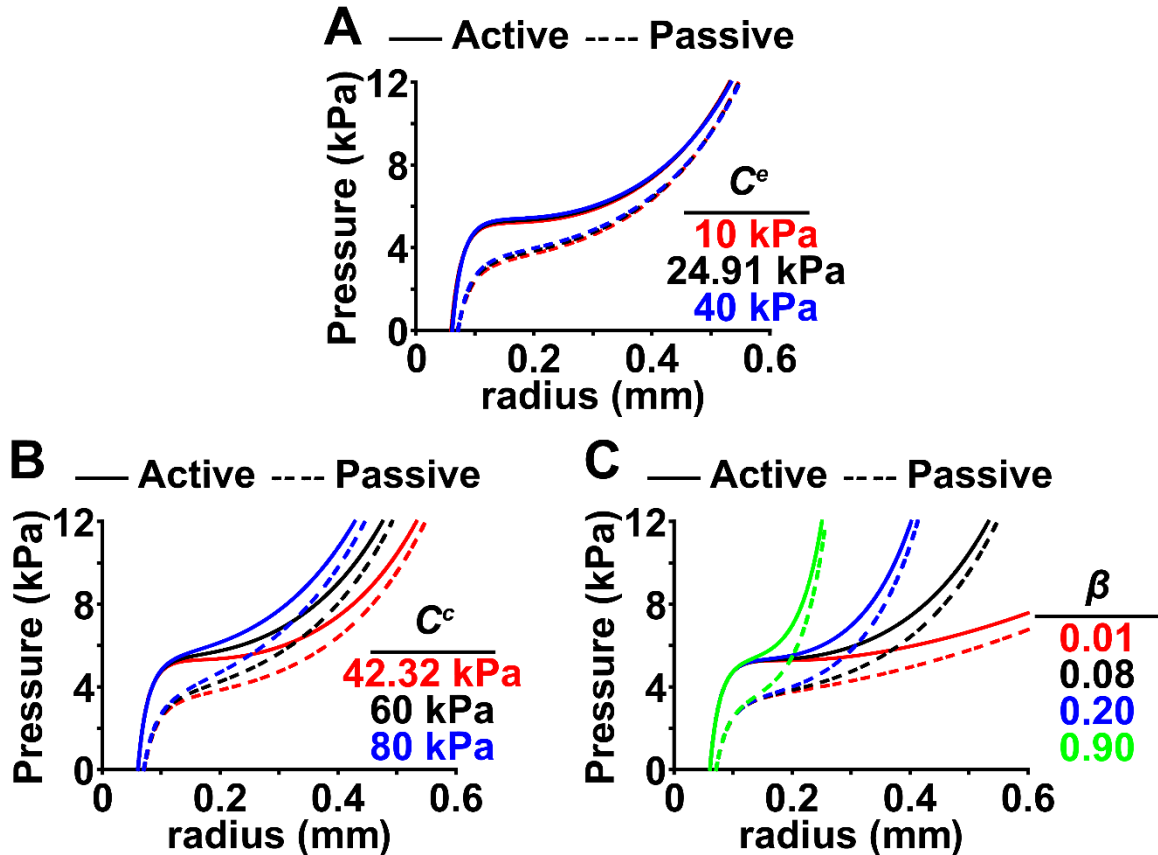 A
Active Passive
Pressure (kPa)
12
8
4
0
0 0.2 0.4 0.6
radius (mm)
Cᵉ
10 kPa
24.91 kPa
40 kPa
B
Active Passive
Pressure (kPa)
12
8
4
0
0 0.2 0.4 0.6
radius (mm)
Cᶜ
42.32 kPa
60 kPa
80 kPa
C
Active Passive
Pressure (kPa)
12
8
4
0
0 0.2 0.4 0.6
radius (mm)
β
0.01
0.08
0.20
0.90